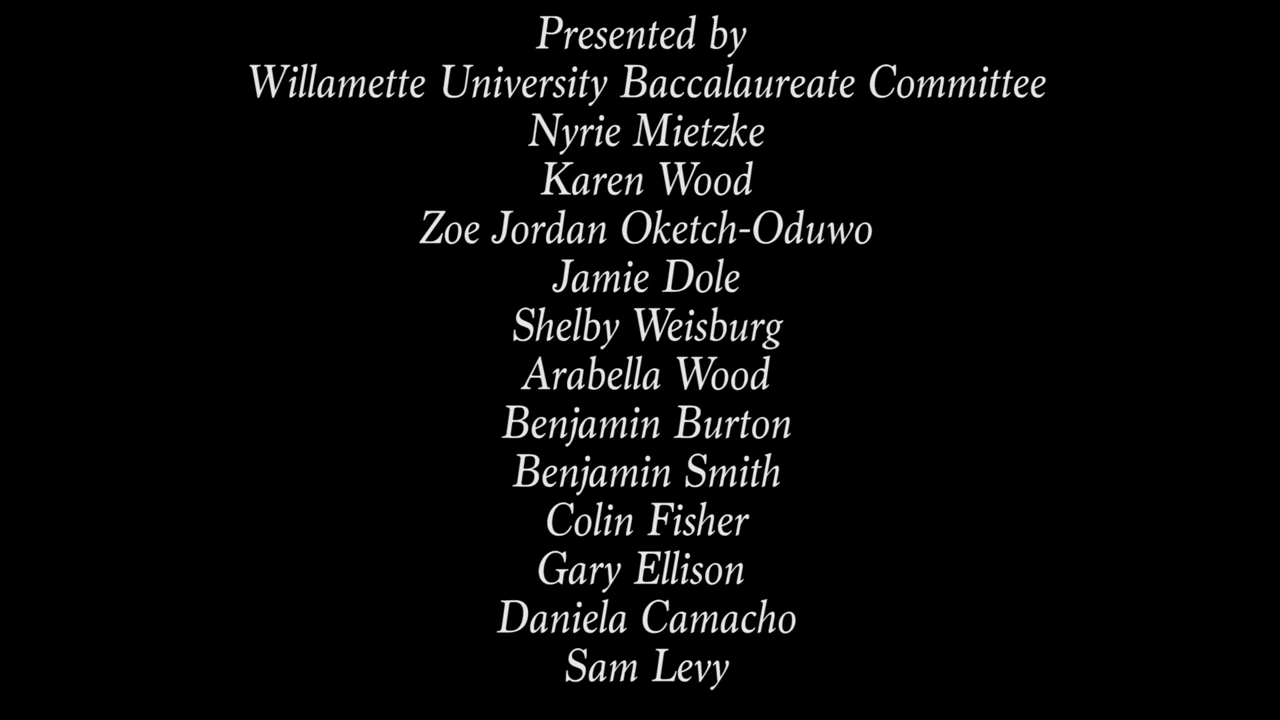 Presented by
Willamette University Baccalaureate Committee
Nyrie Mietzke
Karen Wood
Zoe Jordan Oketch-Oduwo
Jamie Dole
Shelby Weisburg
Arabella Wood
Benjamin Burton
Benjamin Smith
Colin Fisher
Gary Ellison
Daniela Camacho
Sam Levy